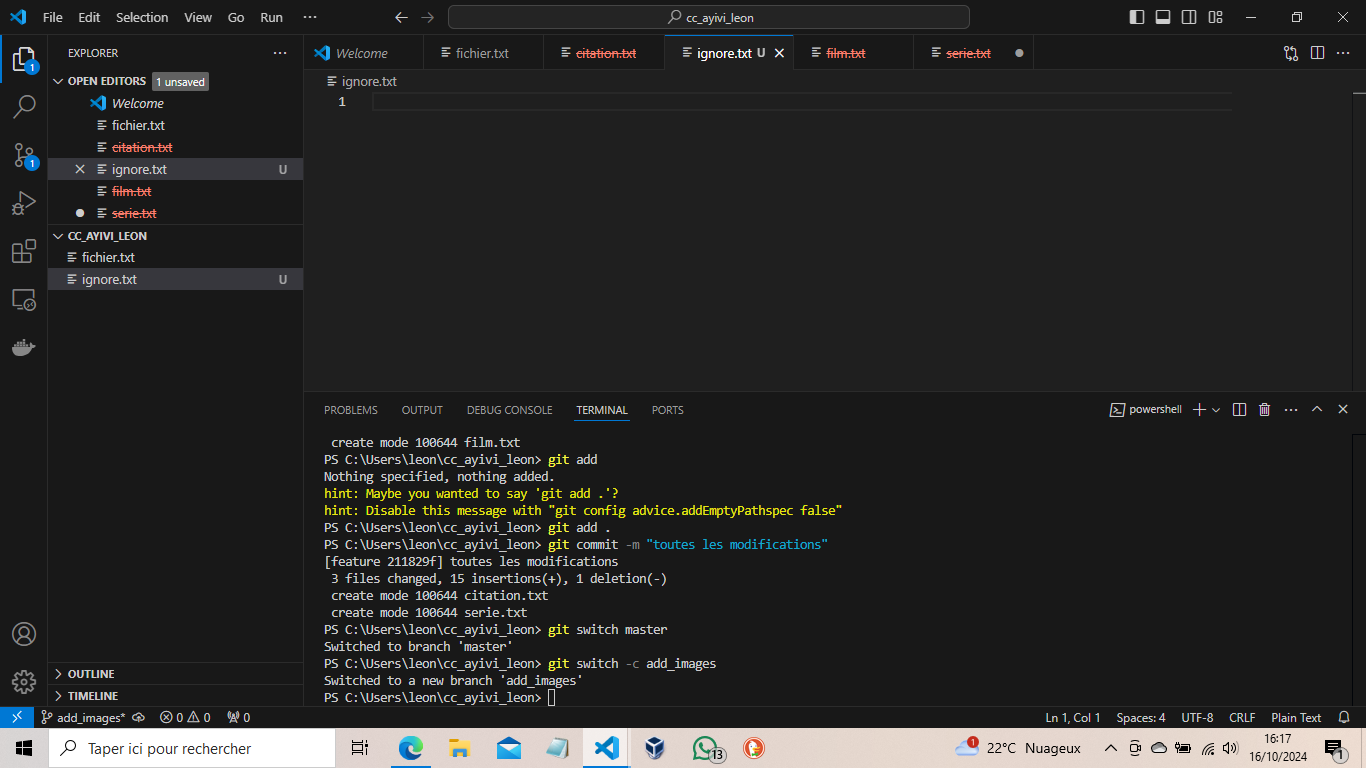 File Edit Selection View Go Run ··· cc_ayivi_leon
EXPLORER ···
OPEN EDITORS 1 unsaved
Welcome
fichier.txt
citation.txt
ignore.txt U
film.txt
serie.txt
CC_AYIVI_LEON
fichier.txt
ignore.txt U
OUTLINE
TIMELINE
1
1
Welcome fichier.txt citation.txt ignore.txt U film.txt serie.txt
ignore.txt
1
PROBLEMS OUTPUT DEBUG CONSOLE TERMINAL PORTS powershell
create mode 100644 film.txt
PS C:\Users\leon\cc_ayivi_leon> git add
Nothing specified, nothing added.
hint: Maybe you wanted to say 'git add .'?
hint: Disable this message with "git config advice.addEmptyPathspec false"
PS C:\Users\leon\cc_ayivi_leon> git add .
PS C:\Users\leon\cc_ayivi_leon> git commit -m "toutes les modifications"
[feature 211829f] toutes les modifications
3 files changed, 15 insertions(+), 1 deletion(-)
create mode 100644 citation.txt
create mode 100644 serie.txt
PS C:\Users\leon\cc_ayivi_leon> git switch master
Switched to branch 'master'
PS C:\Users\leon\cc_ayivi_leon> git switch -c add_images
Switched to a new branch 'add_images'
PS C:\Users\leon\cc_ayivi_leon>
add_images* 0 0 0 Ln 1, Col 1 Spaces: 4 UTF-8 CRLF Plain Text
Taper ici pour rechercher 13 1 22°C Nuageux 16:17
16/10/2024 1